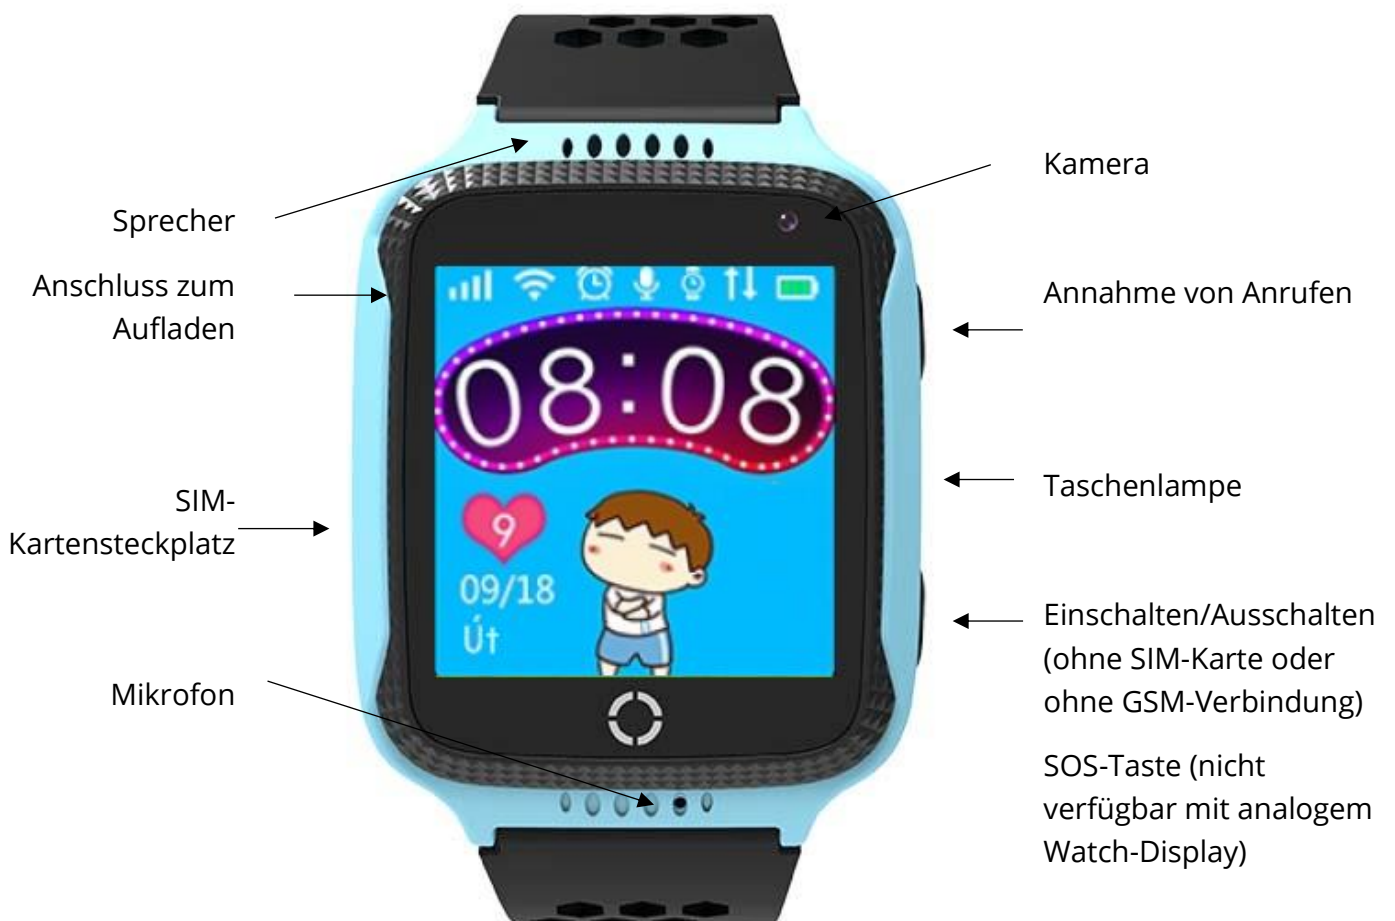 Sprecher
Anschluss zum
Aufladen
SIM-
Kartensteckplatz
Mikrofon
08:08
9
09/18
Út
Kamera
Annahme von Anrufen
Taschenlampe
Einschalten/Ausschalten
(ohne SIM-Karte oder
ohne GSM-Verbindung)
SOS-Taste (nicht
verfügbar mit analogem
Watch-Display)